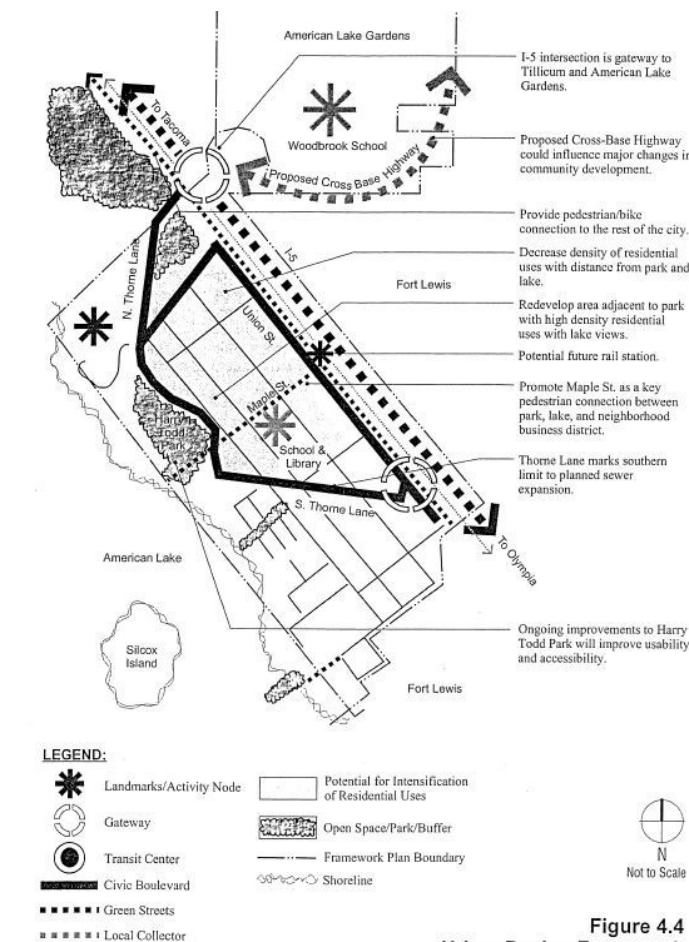 American Lake Gardens
I-5 intersection is gateway to
Tillicum and American Lake
Gardens.
To Tacoma
Woodbrook School
Proposed Cross Base Highway
Proposed Cross-Base Highway
could influence major changes in
community development.
Provide pedestrian/bike
connection to the rest of the city.
N. Thorne Lane
I-5
Decrease density of residential
uses with distance from park and
lake.
Fort Lewis
Union St.
Redevelop area adjacent to park
with high density residential
uses with lake views.
Potential future rail station.
Maple St.
Promote Maple St. as a key
pedestrian connection between
park, lake, and neighborhood
business district.
Harry
Todd
Park
School &
Library
Thorne Lane marks southern
limit to planned sewer
expansion.
S. Thorne Lane
To Olympia
American Lake
Silcox
Island
Ongoing improvements to Harry
Todd Park will improve usability
and accessibility.
Fort Lewis
LEGEND:
Landmarks/Activity Node
Gateway
Transit Center
Civic Boulevard
Green Streets
Local Collector
Potential for Intensification
of Residential Uses
Open Space/Park/Buffer
Framework Plan Boundary
Shoreline
N
Not to Scale
Figure 4.4